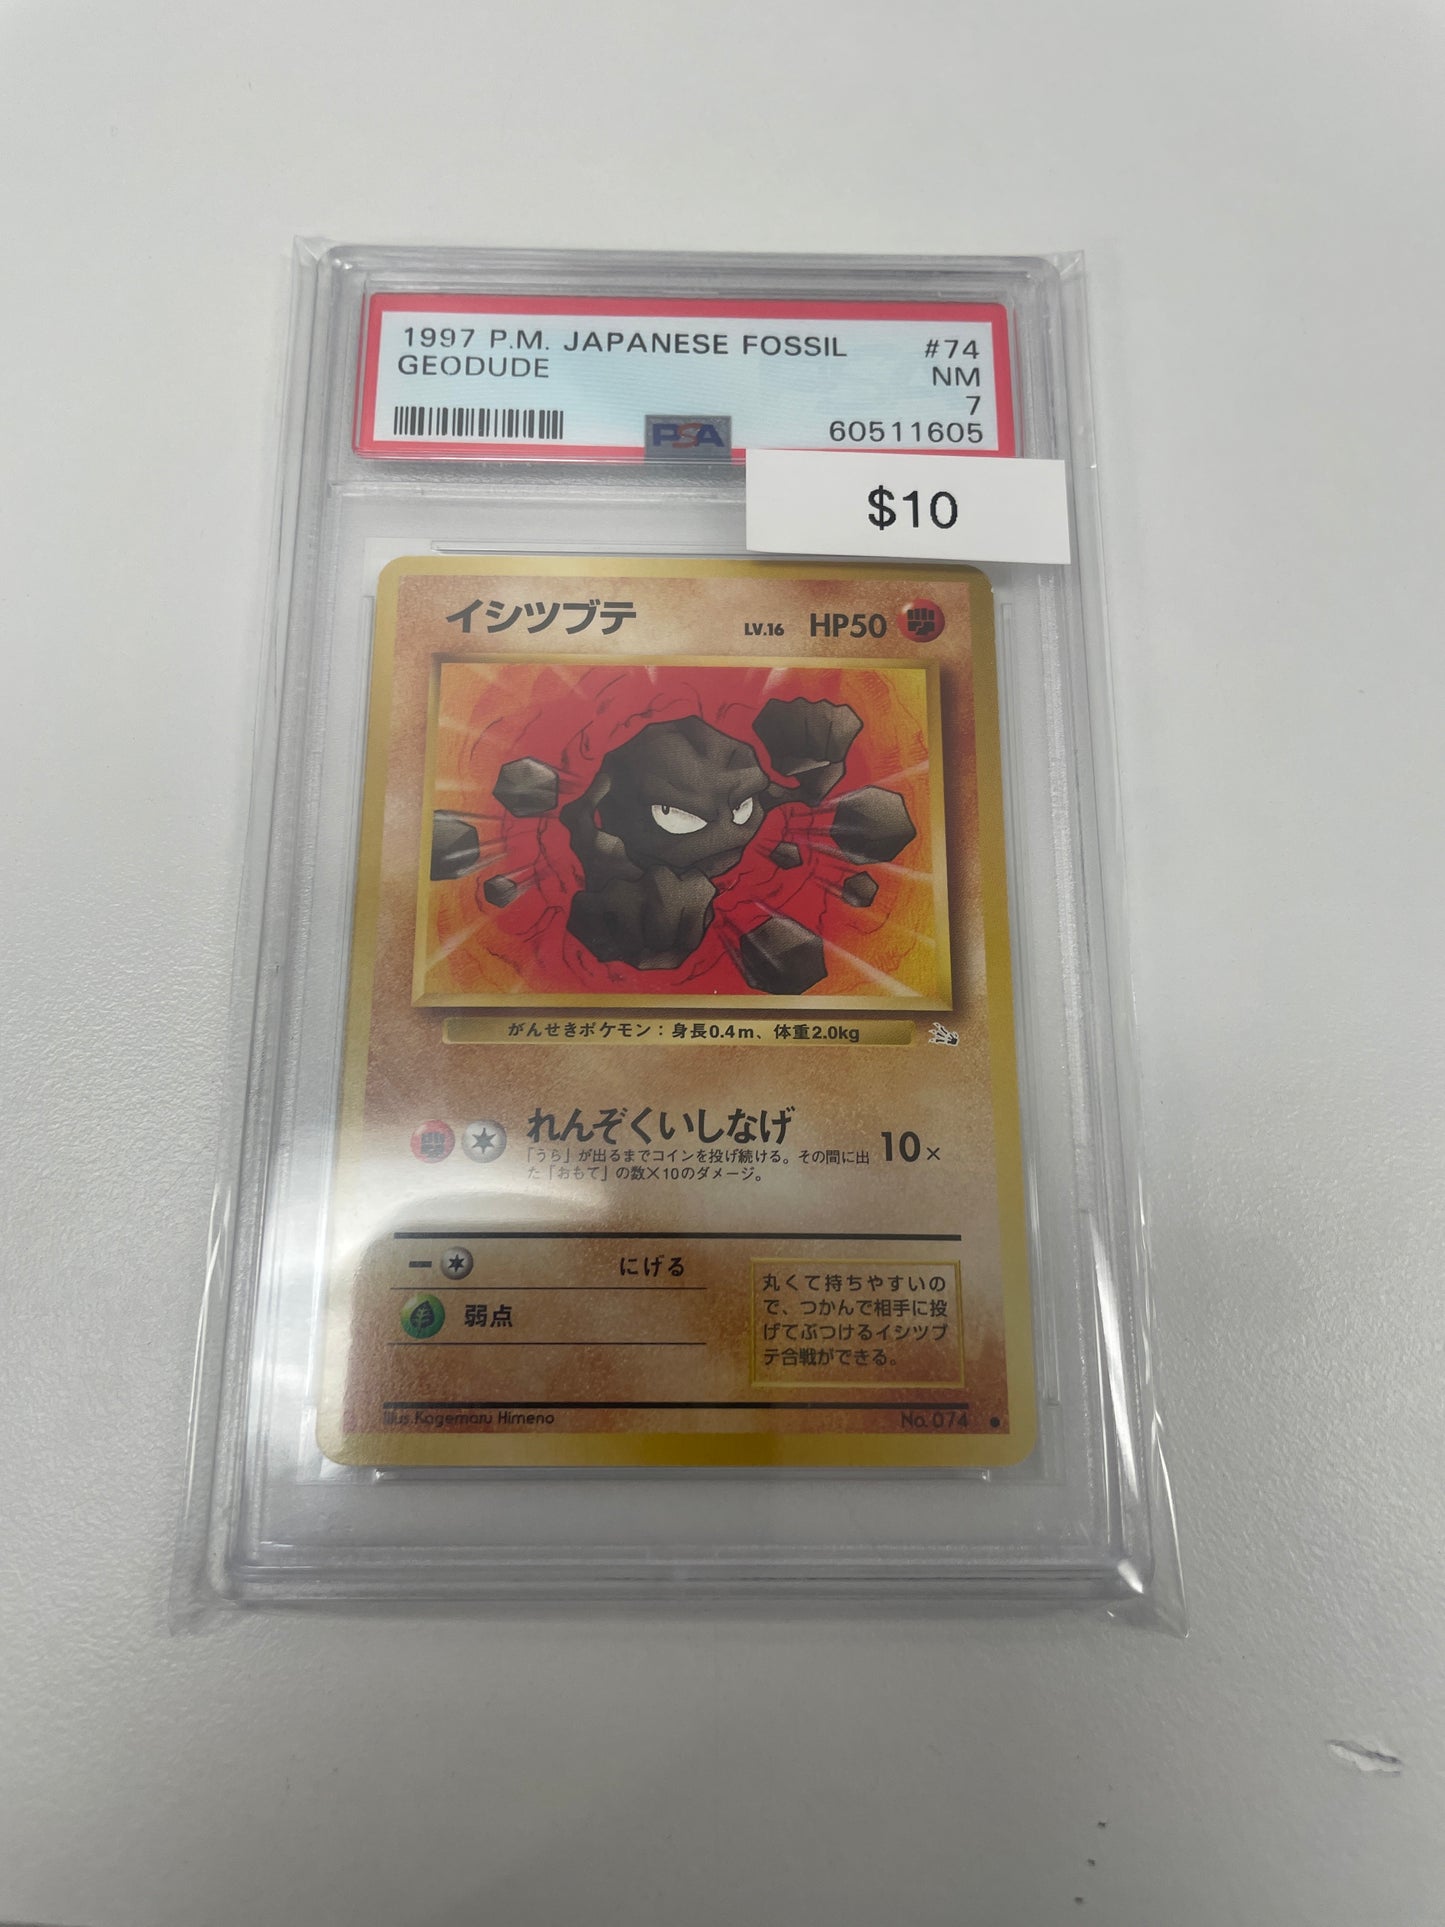 1997 P.M. JAPANESE FOSSIL #74
GEODUDE NM
7
PSA 60511605
$10
イシツブテ LV.16 HP50
がんせきポケモン：身長0.4m、体重2.0kg
れんぞくいしなげ 10×
「うら」が出るまでコインを投げ続ける。その間に出
た「おもて」の数×10のダメージ。
ー にげる
弱点
丸くて持ちやすいの
で、つかんで相手に投
げてぶつけるイシツブ
テ合戦ができる。
Illus. Kagemaru Himeno No. 074 ●